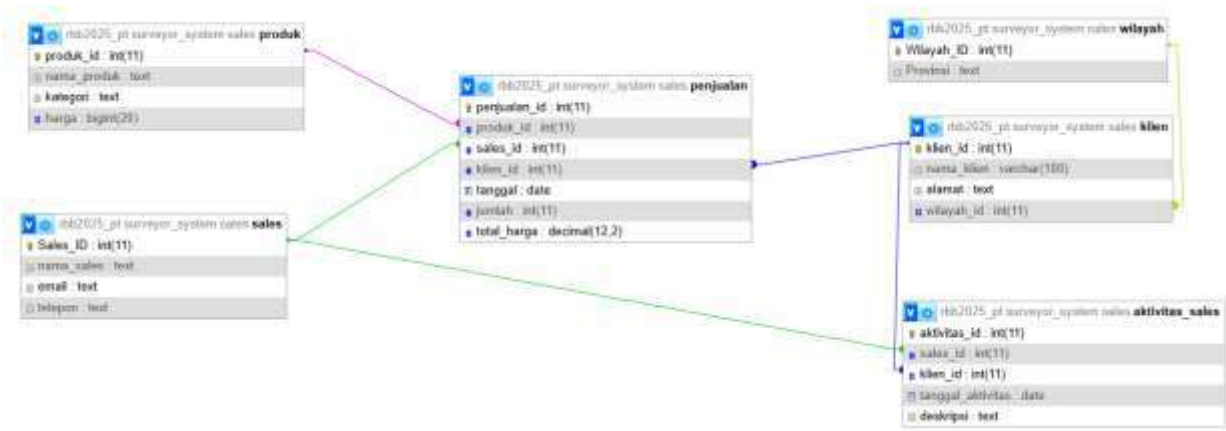 rbb2025_pt surveyor_system sales produk
produk_id : int(11)
nama_produk : text
kategori : text
harga : bigint(20)
rbb2025_pt surveyor_system sales sales
Sales_ID : int(11)
nama_sales : text
email : text
telepon : text
rbb2025_pt surveyor_system sales penjualan
penjualan_id : int(11)
produk_id : int(11)
sales_id : int(11)
klien_id : int(11)
tanggal : date
jumlah : int(11)
total_harga : decimal(12,2)
rbb2025_pt surveyor_system sales wilayah
Wilayah_ID : int(11)
Provinsi : text
rbb2025_pt surveyor_system sales klien
klien_id : int(11)
nama_klien : varchar(100)
alamat : text
wilayah_id : int(11)
rbb2025_pt surveyor_system sales aktivitas_sales
aktivitas_id : int(11)
sales_id : int(11)
klien_id : int(11)
tanggal_aktivitas : date
deskripsi : text